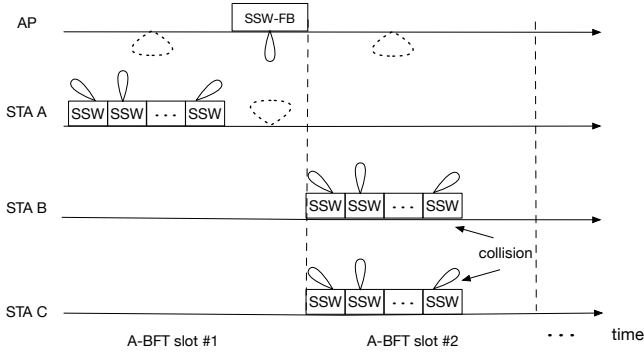 AP
SSW-FB
STA A
SSW SSW ... SSW
STA B
SSW SSW ... SSW
collision
STA C
SSW SSW ... SSW
A-BFT slot #1
A-BFT slot #2
... time